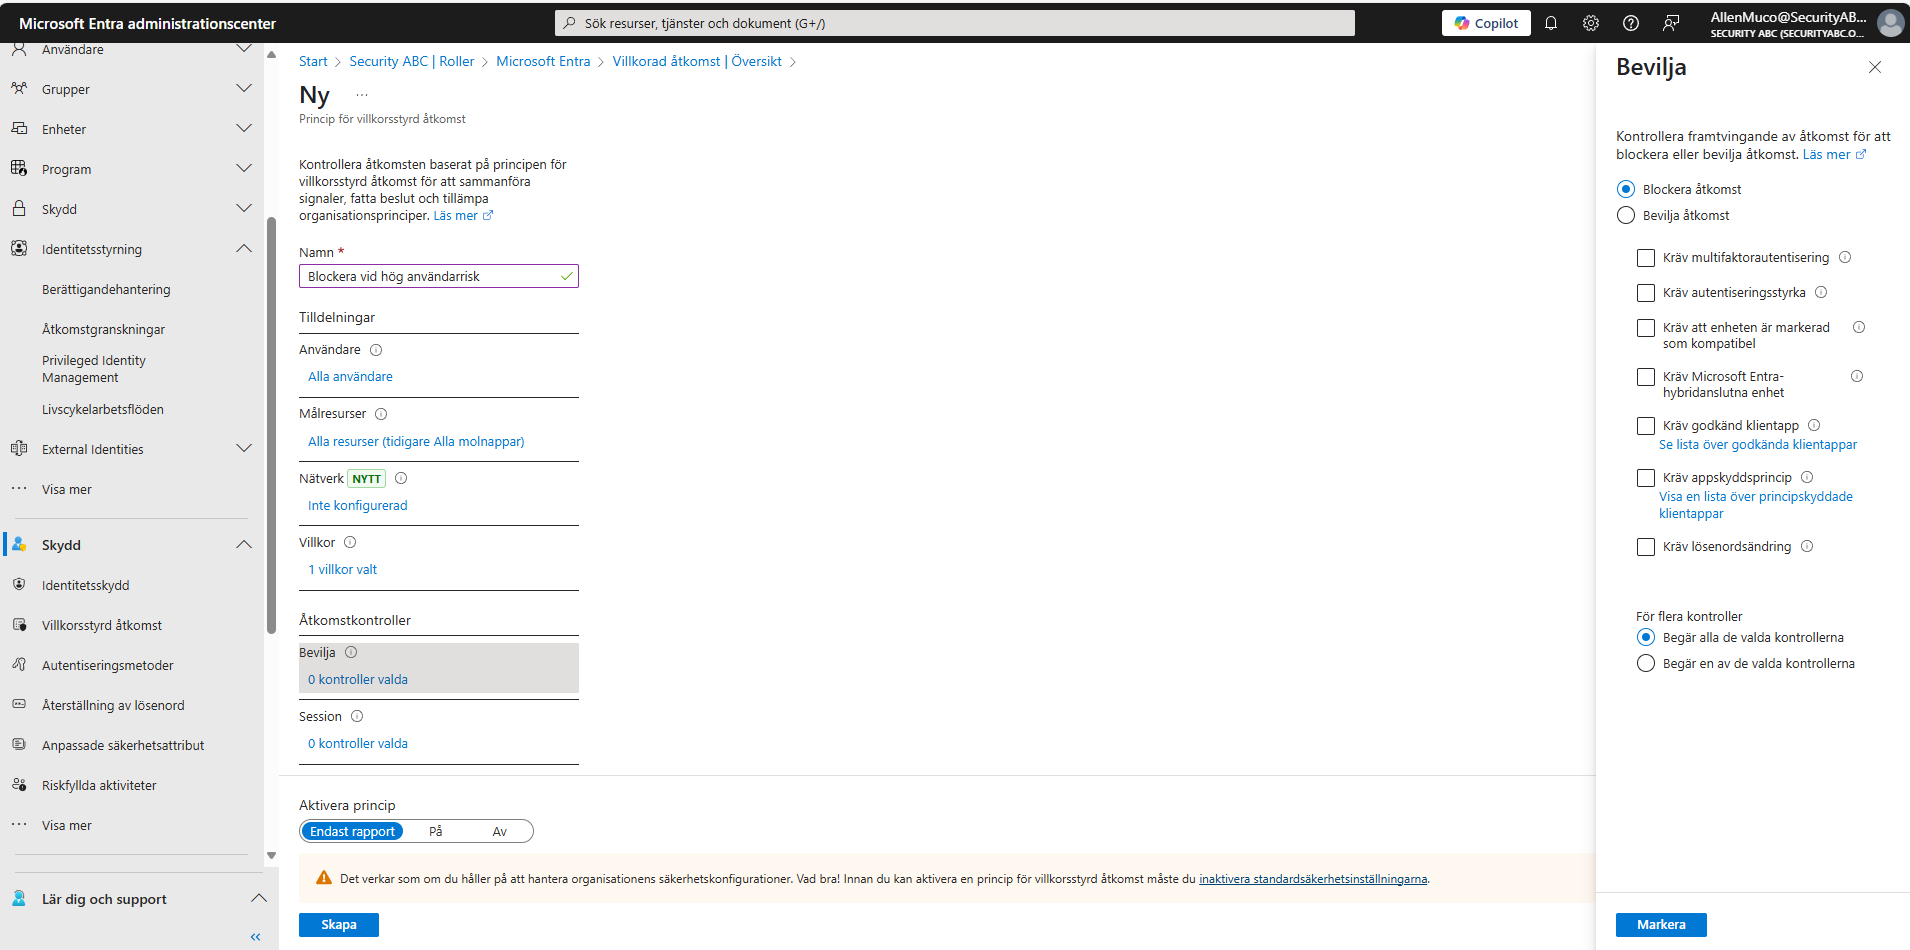 Microsoft Entra administrationscenter
Sök resurser, tjänster och dokument (G+/)
Copilot
AllenMuco@SecurityAB...
SECURITY ABC (SECURITYABC.O...
Användare
Grupper
Enheter
Program
Skydd
Identitetsstyrning
Berättigandehantering
Åtkomstgranskningar
Privileged Identity
Management
Livscykelarbetsflöden
External Identities
Visa mer
Skydd
Identitetsskydd
Villkorsstyrd åtkomst
Autentiseringsmetoder
Återställning av lösenord
Anpassade säkerhetsattribut
Riskfyllda aktiviteter
Visa mer
Lär dig och support
Start > Security ABC | Roller > Microsoft Entra > Villkorad åtkomst | Översikt >
Ny ...
Princip för villkorsstyrd åtkomst
Kontrollera åtkomsten baserat på principen för
villkorsstyrd åtkomst för att sammanföra
signaler, fatta beslut och tillämpa
organisationsprinciper. Läs mer
Namn *
Blockera vid hög användarrisk
Tilldelningar
Användare
Alla användare
Målresurser
Alla resurser (tidigare Alla molnappar)
Nätverk NYTT
Inte konfigurerad
Villkor
1 villkor valt
Åtkomstkontroller
Bevilja
0 kontroller valda
Session
0 kontroller valda
Aktivera princip
Endast rapport På Av
Det verkar som om du håller på att hantera organisationens säkerhetskonfigurationer. Vad bra! Innan du kan aktivera en princip för villkorsstyrd åtkomst måste du inaktivera standardsäkerhetsinställningarna.
Skapa
Bevilja
Kontrollera framtvingande av åtkomst för att
blockera eller bevilja åtkomst. Läs mer
Blockera åtkomst
Bevilja åtkomst
Kräv multifaktorautentisering
Kräv autentiseringsstyrka
Kräv att enheten är markerad
som kompatibel
Kräv Microsoft Entra-
hybridanslutna enhet
Kräv godkänd klientapp
Se lista över godkända klientappar
Kräv appskyddsprincip
Visa en lista över principskyddade
klientappar
Kräv lösenordsändring
För flera kontroller
Begär alla de valda kontrollerna
Begär en av de valda kontrollerna
Markera